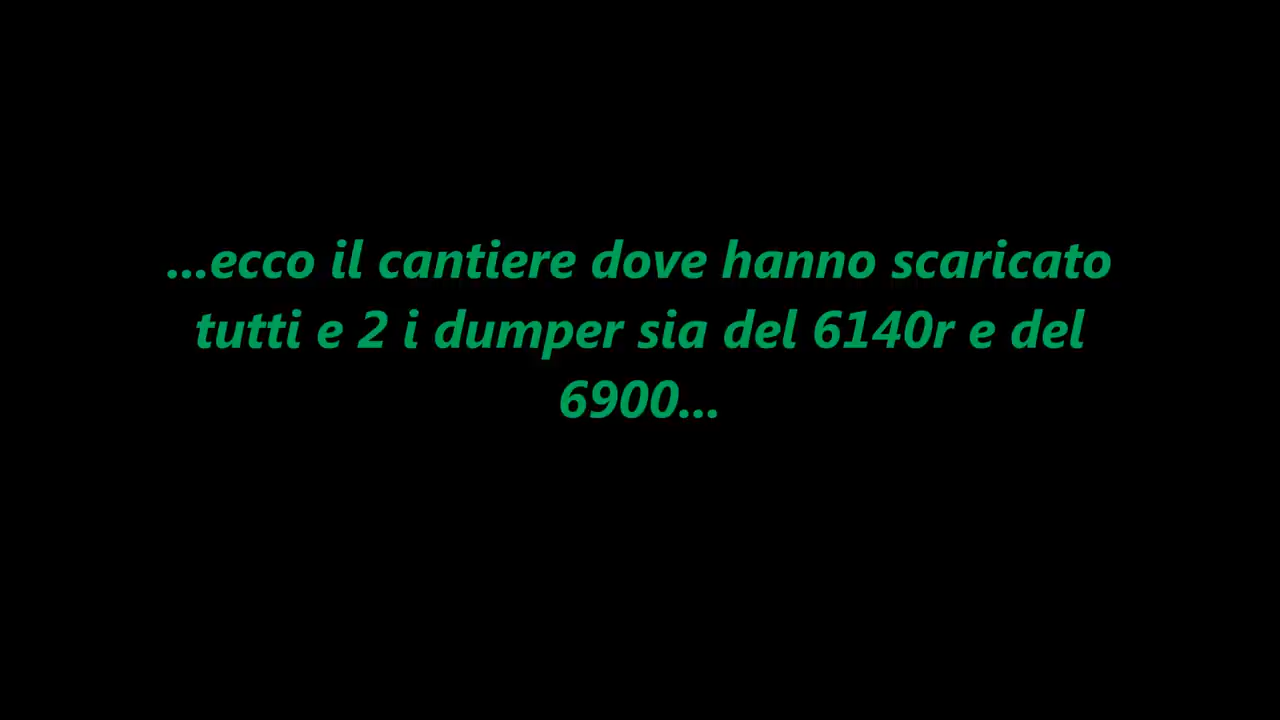 ...ecco il cantiere dove hanno scaricato
tutti e 2 i dumper sia del 6140r e del
6900...